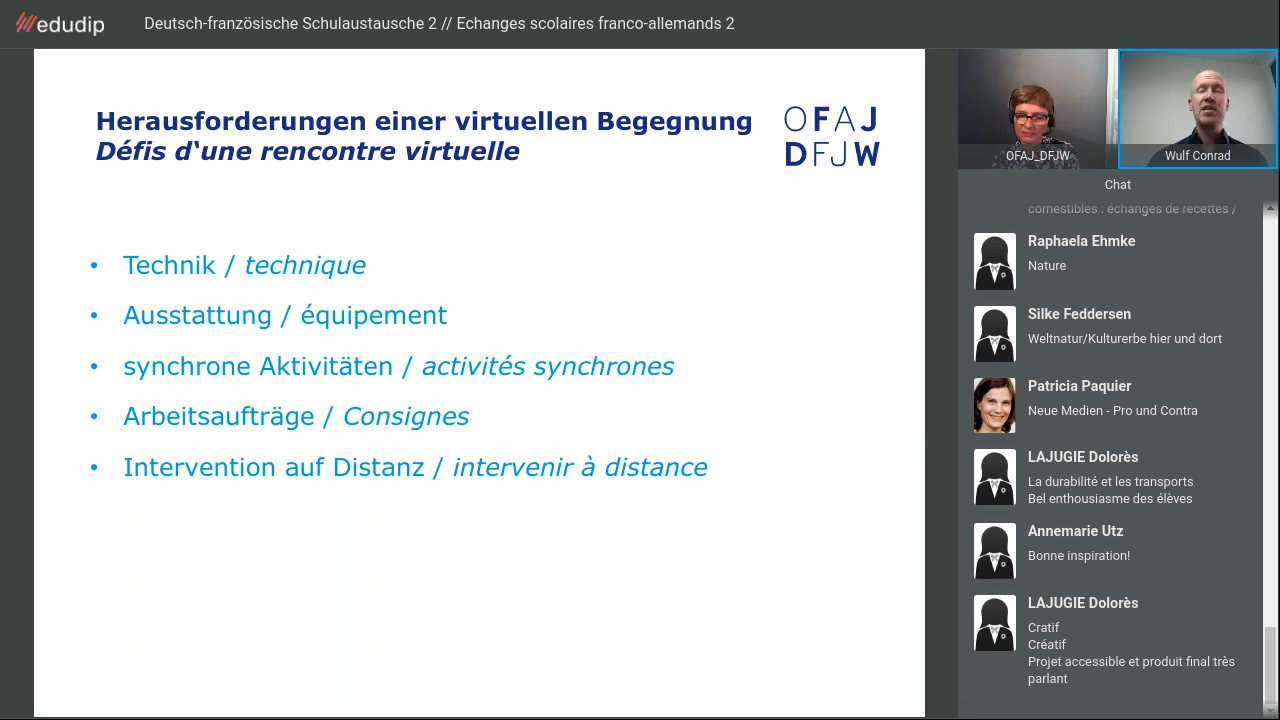 edudip
Deutsch-französische Schulaustausche 2 // Echanges scolaires franco-allemands 2
Herausforderungen einer virtuellen Begegnung
Défis d'une rencontre virtuelle
OFAJ
DFJW
• Technik / technique
• Ausstattung / équipement
• synchrone Aktivitäten / activités synchrones
• Arbeitsaufträge / Consignes
• Intervention auf Distanz / intervenir à distance
OFAJ_DFJW
Wulf Conrad
Chat
comestibles : échanges de recettes /
Raphaela Ehmke
Nature
Silke Feddersen
Weltnatur/Kulturerbe hier und dort
Patricia Paquier
Neue Medien - Pro und Contra
LAJUGIE Dolorès
La durabilité et les transports
Bel enthousiasme des élèves
Annemarie Utz
Bonne inspiration!
LAJUGIE Dolorès
Cratif
Créatif
Projet accessible et produit final très
parlant